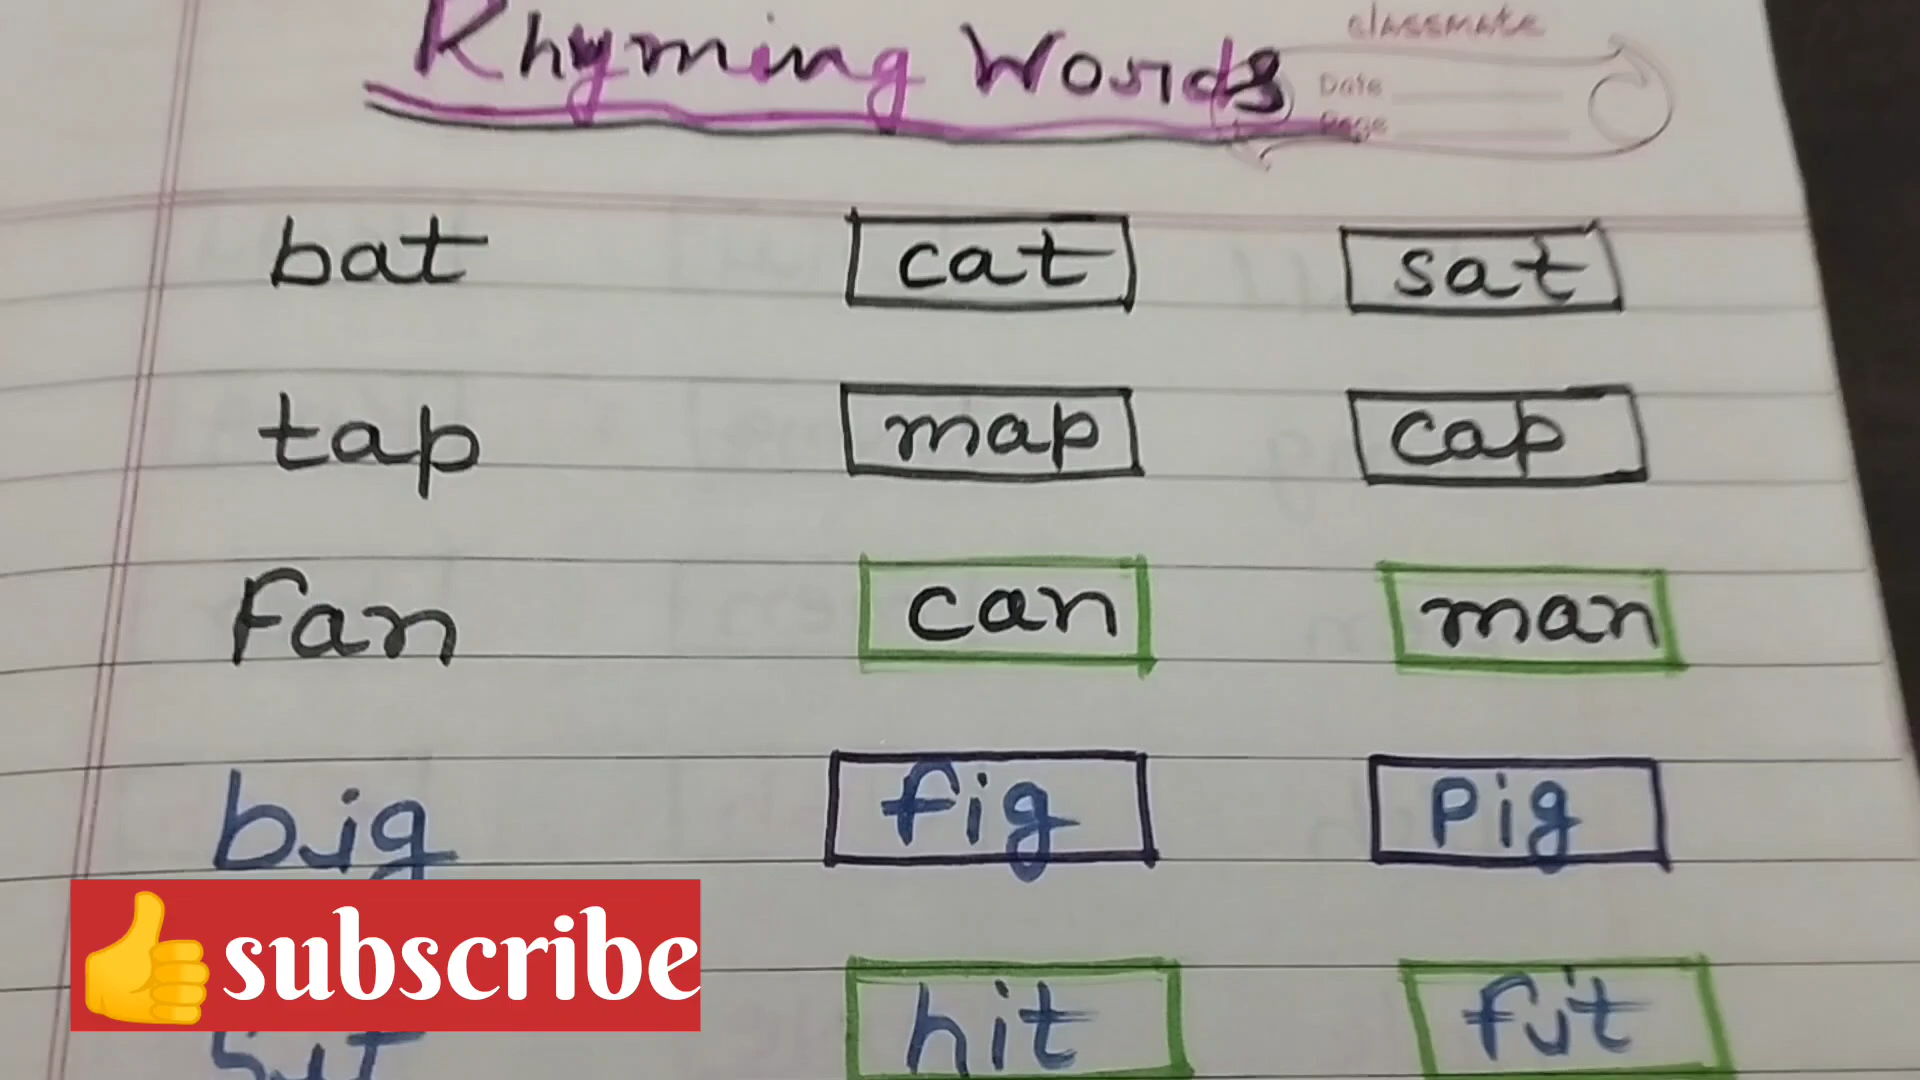 classmate
Rhyming Words
Date
Page
bat cat sat
tap map cap
Fan can man
big fig Pig
subscribe
hit fit